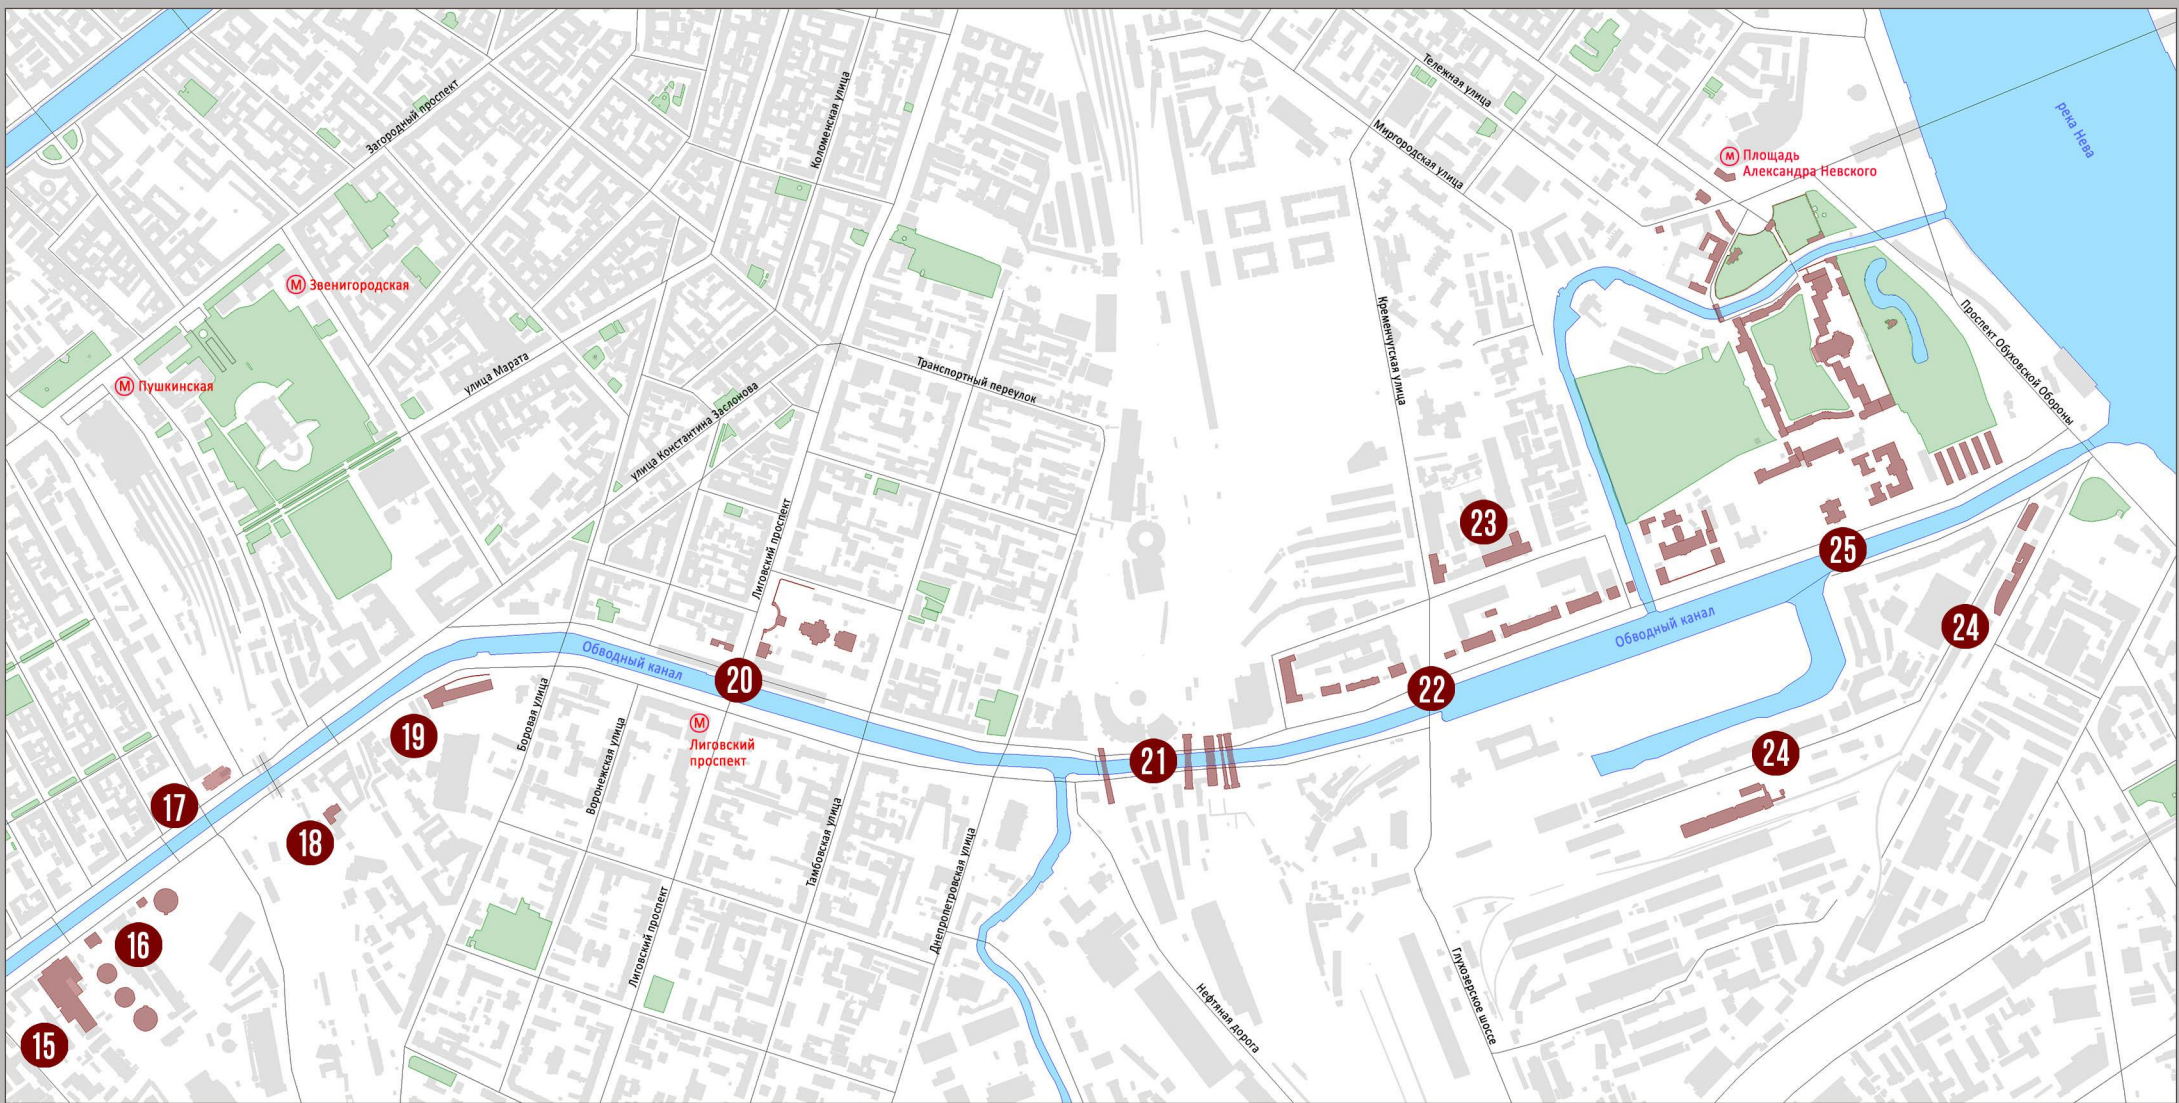 Тележная улица
Миргородская улица
Загородный проспект
Коломенская улица
река Нева
М Площадь
Александра Невского
М Звенигородская
М Пушкинская
улица Марата
Транспортный переулок
Кременчугская улица
Проспект Обуховской Обороны
улица Константина Заслонова
Лиговский проспект
23
25
24
Обводный канал
Обводный канал
20
22
М
Лиговский
проспект
19
Боровая улица
Воронежская улица
21
24
17
18
Тамбовская улица
Днепропетровская улица
Лиговский проспект
16
15
Нефтяная дорога
Глухозерское шоссе